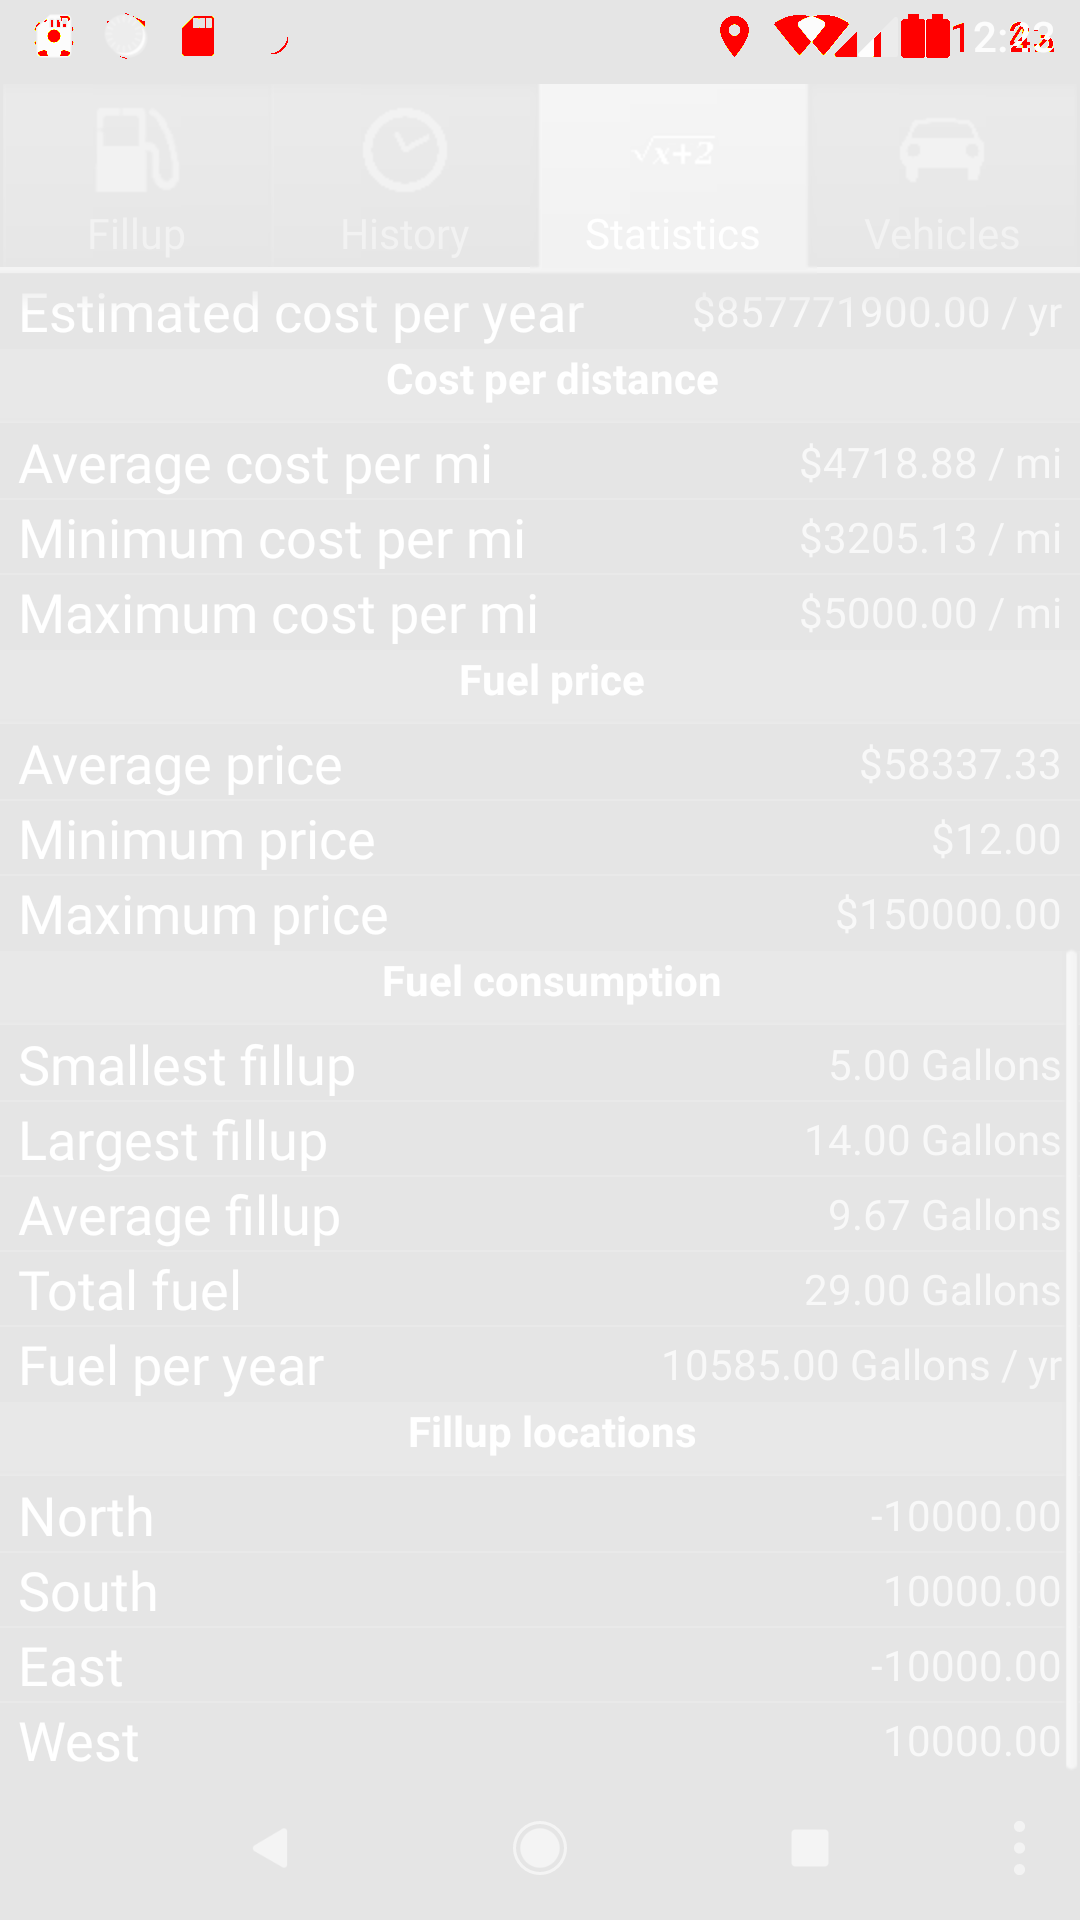 Fillup History √x+2 Statistics Vehicles
Estimated cost per year $857771900.00 / yr
Cost per distance
Average cost per mi $4718.88 / mi
Minimum cost per mi $3205.13 / mi
Maximum cost per mi $5000.00 / mi
Fuel price
Average price $58337.33
Minimum price $12.00
Maximum price $150000.00
Fuel consumption
Smallest fillup 5.00 Gallons
Largest fillup 14.00 Gallons
Average fillup 9.67 Gallons
Total fuel 29.00 Gallons
Fuel per year 10585.00 Gallons / yr
Fillup locations
North -10000.00
South 10000.00
East -10000.00
West 10000.00